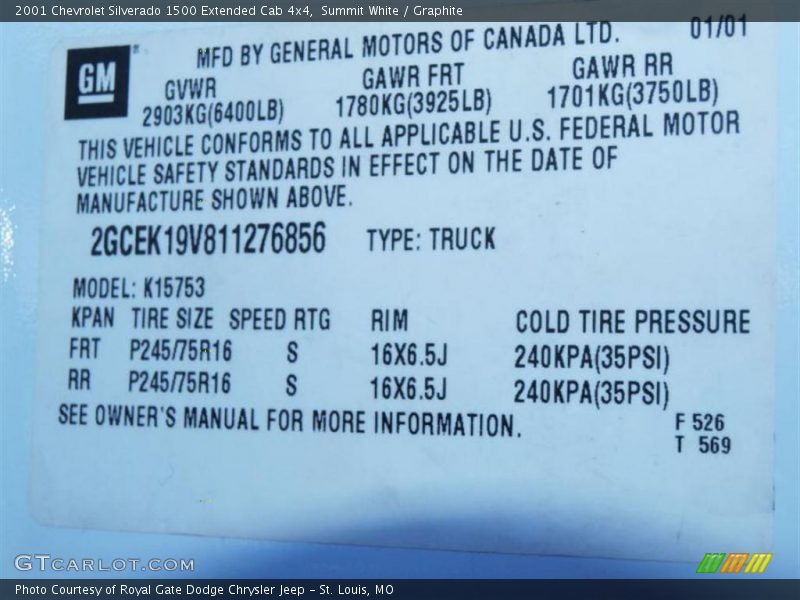 2001 Chevrolet Silverado 1500 Extended Cab 4x4, Summit White / Graphite
01/01
GM
MFD BY GENERAL MOTORS OF CANADA LTD.
GVWR GAWR FRT GAWR RR
2903KG(6400LB) 1780KG(3925LB) 1701KG(3750LB)
THIS VEHICLE CONFORMS TO ALL APPLICABLE U.S. FEDERAL MOTOR
VEHICLE SAFETY STANDARDS IN EFFECT ON THE DATE OF
MANUFACTURE SHOWN ABOVE.
2GCEK19V811276856 TYPE: TRUCK
MODEL: K15753
KPAN TIRE SIZE SPEED RTG RIM COLD TIRE PRESSURE
FRT P245/75R16 S 16X6.5J 240KPA(35PSI)
RR P245/75R16 S 16X6.5J 240KPA(35PSI)
SEE OWNER'S MANUAL FOR MORE INFORMATION.
F 526
T 569
GTCARLOT.COM
Photo Courtesy of Royal Gate Dodge Chrysler Jeep - St. Louis, MO